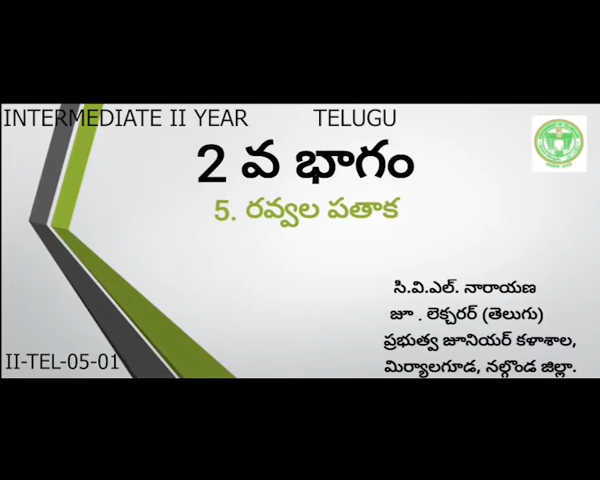 INTERMEDIATE II YEAR TELUGU
2 వ భాగం
5. రవ్వల పతాక
సి.వి.ఎల్. నారాయణ
జూ . లెక్చరర్ (తెలుగు)
ప్రభుత్వ జూనియర్ కళాశాల,
మిర్యాలగూడ, నల్గొండ జిల్లా.
II-TEL-05-01